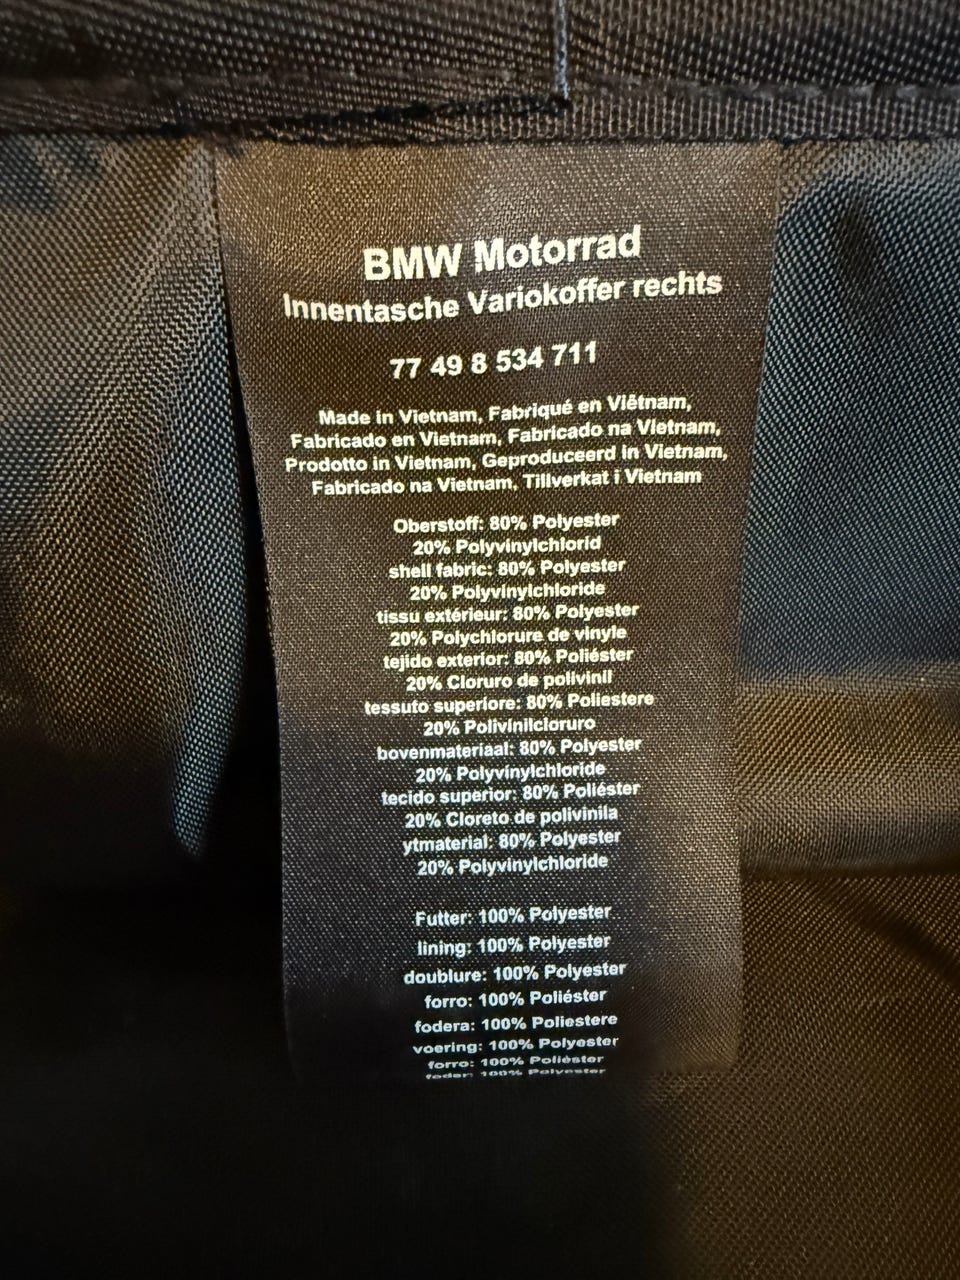 BMW Motorrad
Innentasche Variokoffer rechts
77 49 8 534 711
Made in Vietnam, Fabriqué en Viêtnam,
Fabricado en Vietnam, Fabricado na Vietnam,
Prodotto in Vietnam, Geproduceerd in Vietnam,
Fabricado na Vietnam, Tillverkat i Vietnam
Oberstoff: 80% Polyester
20% Polyvinylchlorid
shell fabric: 80% Polyester
20% Polyvinylchloride
tissu extérieur: 80% Polyester
20% Polychlorure de vinyle
tejido exterior: 80% Poliéster
20% Cloruro de polivinil
tessuto superiore: 80% Poliestere
20% Polivinilcloruro
bovenmateriaal: 80% Polyester
20% Polyvinylchloride
tecido superior: 80% Poliéster
20% Cloreto de polivinila
ytmaterial: 80% Polyester
20% Polyvinylchloride
Futter: 100% Polyester
lining: 100% Polyester
doublure: 100% Polyester
forro: 100% Poliéster
fodera: 100% Poliestere
voering: 100% Polyester
forro: 100% Poliéster
foder: 100% Polyester